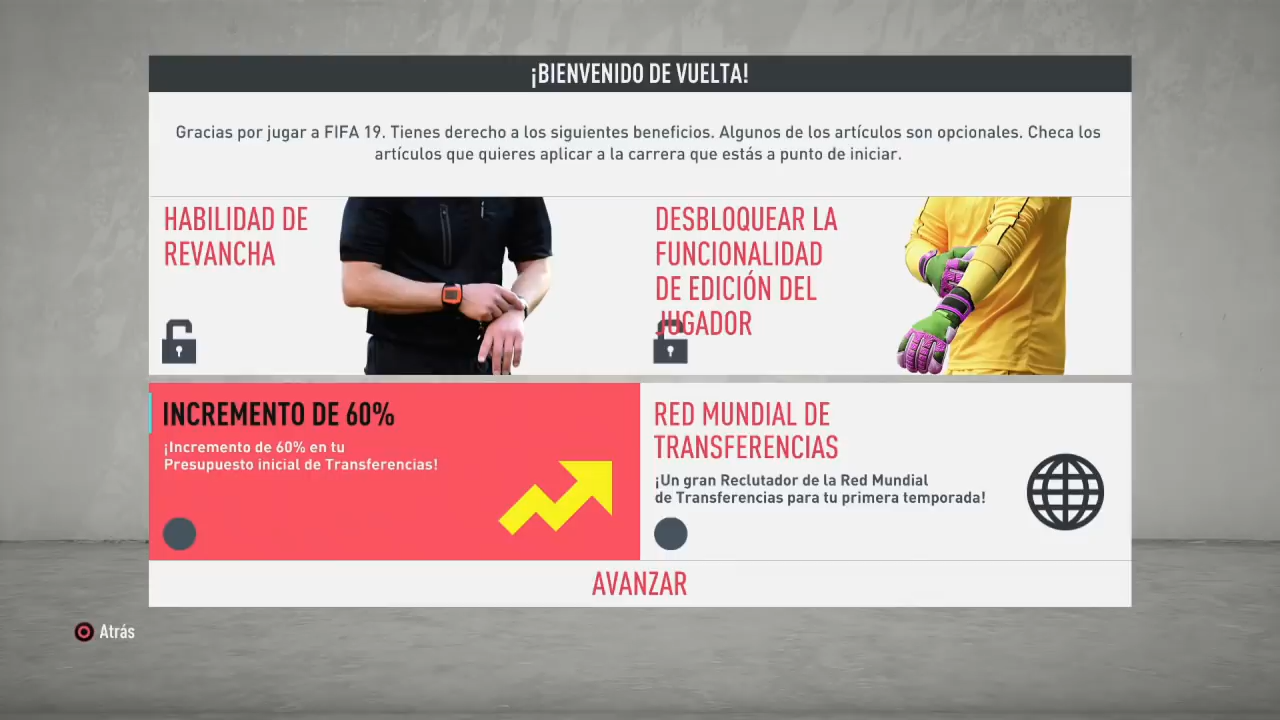 ¡BIENVENIDO DE VUELTA!
Gracias por jugar a FIFA 19. Tienes derecho a los siguientes beneficios. Algunos de los artículos son opcionales. Checa los
artículos que quieres aplicar a la carrera que estás a punto de iniciar.
HABILIDAD DE
REVANCHA
DESBLOQUEAR LA
FUNCIONALIDAD
DE EDICIÓN DEL
JUGADOR
INCREMENTO DE 60%
¡Incremento de 60% en tu
Presupuesto inicial de Transferencias!
RED MUNDIAL DE
TRANSFERENCIAS
¡Un gran Reclutador de la Red Mundial
de Transferencias para tu primera temporada!
AVANZAR
Atrás